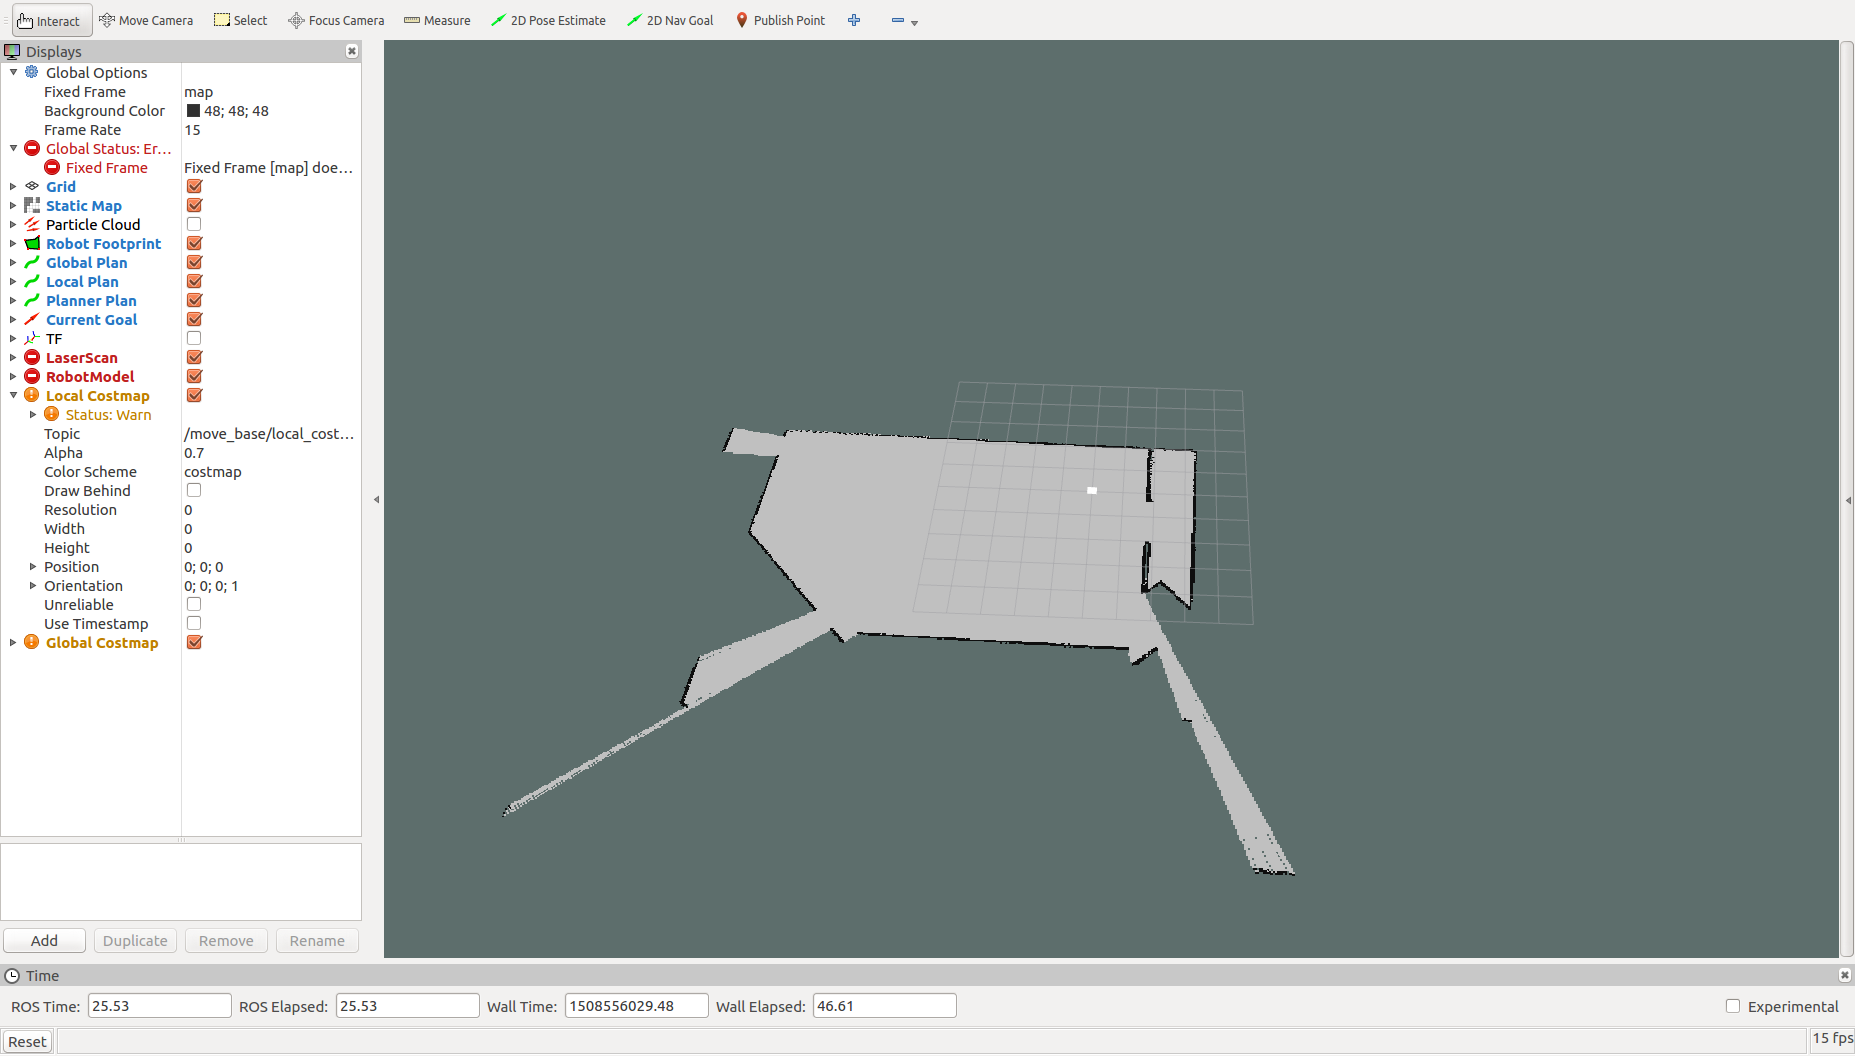 Interact Move Camera Select Focus Camera Measure 2D Pose Estimate 2D Nav Goal Publish Point
Displays
Global Options
Fixed Frame map
Background Color 48; 48; 48
Frame Rate 15
Global Status: Er...
Fixed Frame Fixed Frame [map] doe...
Grid
Static Map
Particle Cloud
Robot Footprint
Global Plan
Local Plan
Planner Plan
Current Goal
TF
LaserScan
RobotModel
Local Costmap
Status: Warn
Topic /move_base/local_cost...
Alpha 0.7
Color Scheme costmap
Draw Behind
Resolution 0
Width 0
Height 0
Position 0; 0; 0
Orientation 0; 0; 0; 1
Unreliable
Use Timestamp
Global Costmap
Add Duplicate Remove Rename
Time
ROS Time: 25.53 ROS Elapsed: 25.53 Wall Time: 1508556029.48 Wall Elapsed: 46.61 Experimental
Reset 15 fps